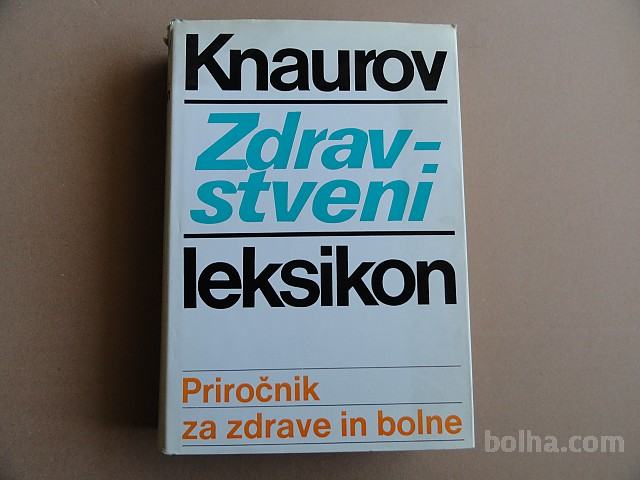 Knaurov
Zdrav-
stveni
leksikon
Priročnik
za zdrave in bolne
bolha.com